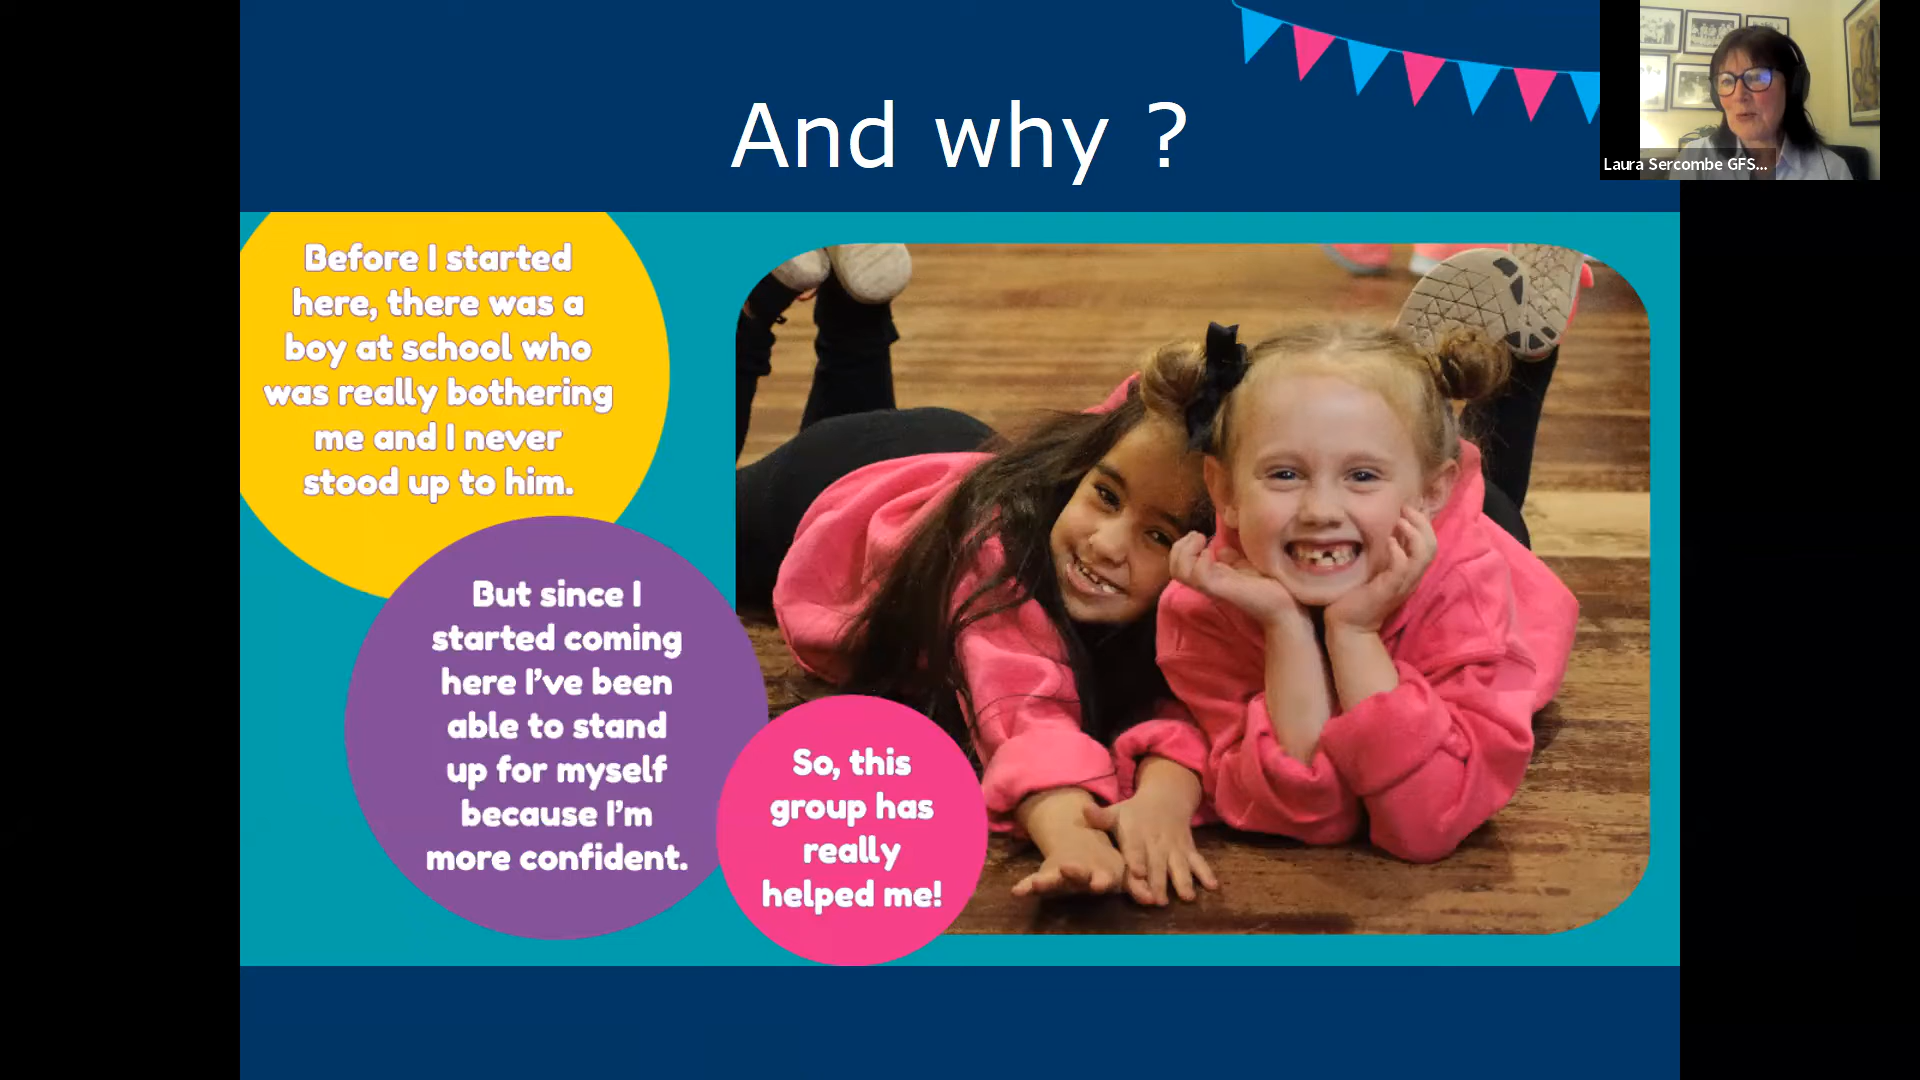 And why ?
Laura Sercombe GFS...
Before I started
here, there was a
boy at school who
was really bothering
me and I never
stood up to him.
But since I
started coming
here I've been
able to stand
up for myself
because I'm
more confident.
So, this
group has
really
helped me!